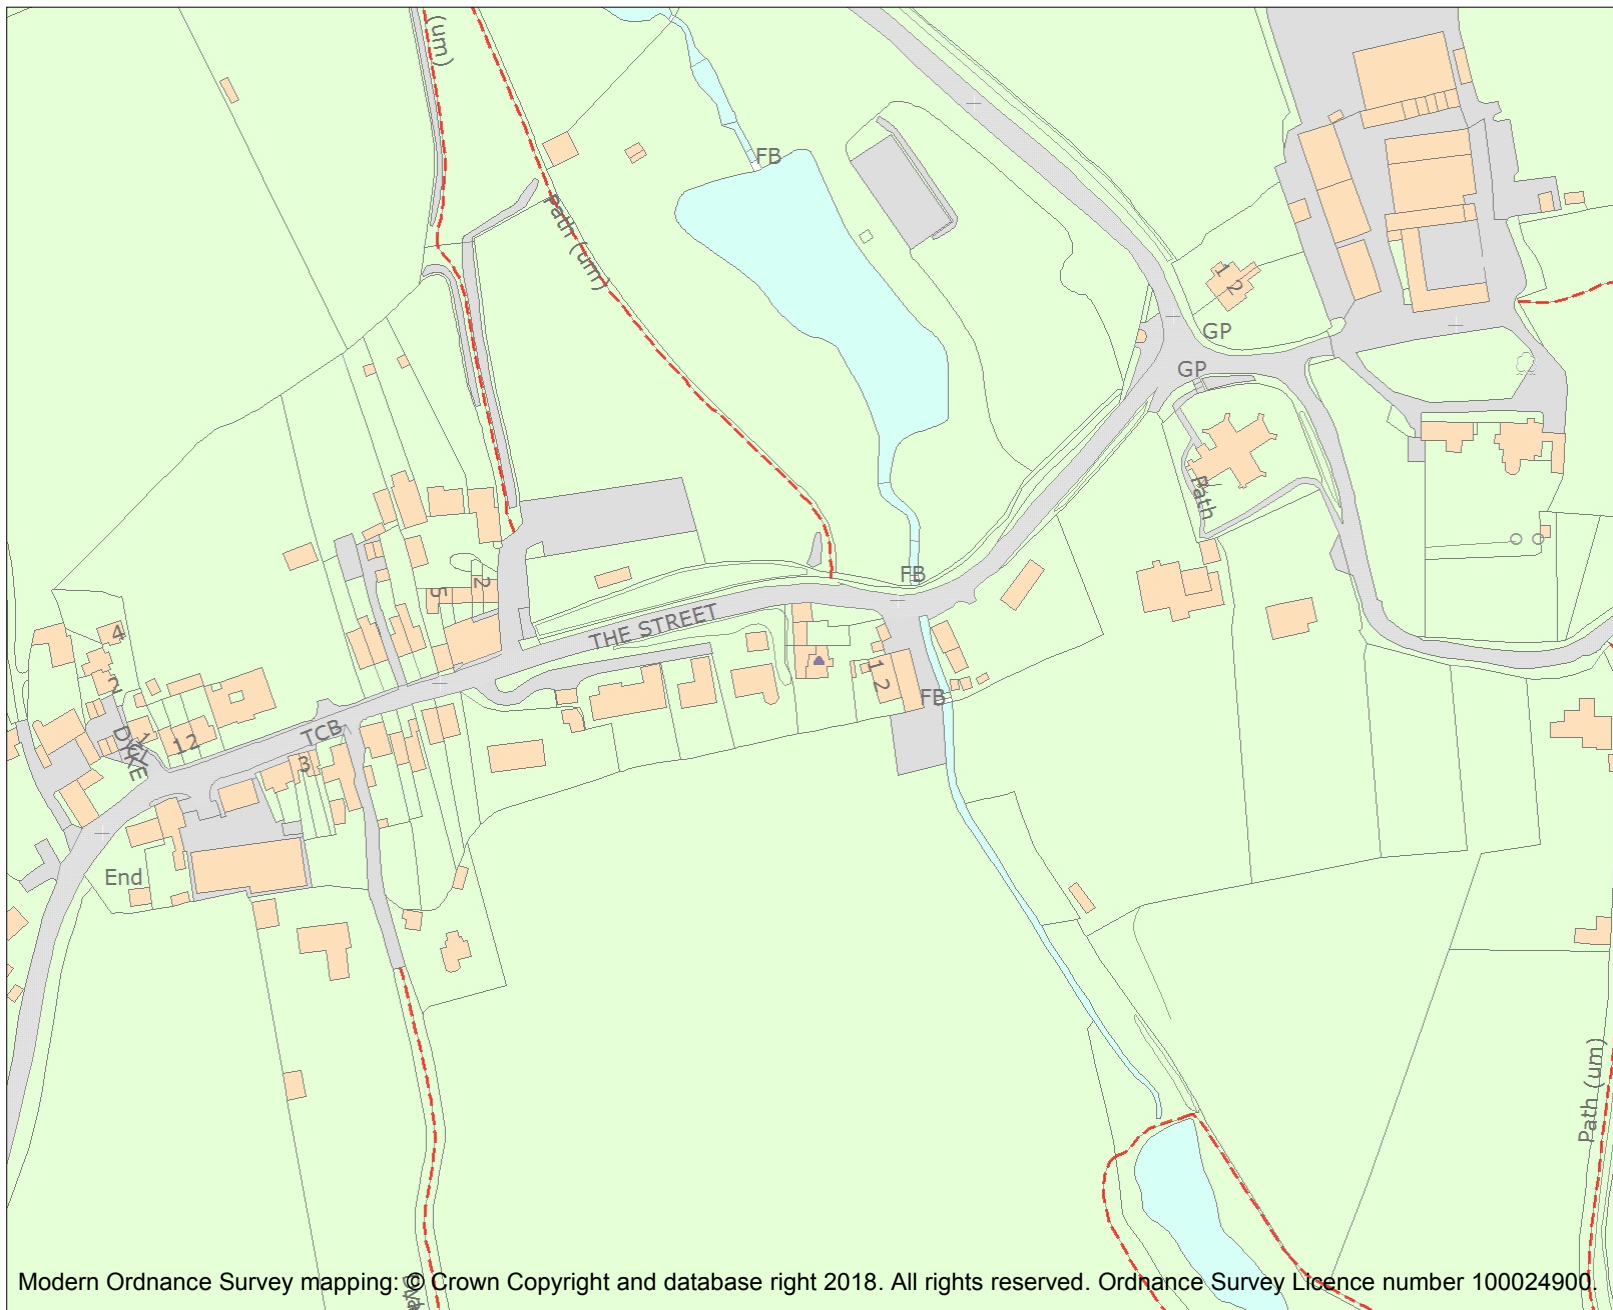 (um)
FB
Path (um)
1
2
GP
GP
Path
FB
2
5
THE STREET
4
2
1
2
FB
TCB
DYKE
1
12
3
End
Path (um)
Modern Ordnance Survey mapping: © Crown Copyright and database right 2018. All rights reserved. Ordnance Survey Licence number 100024900.